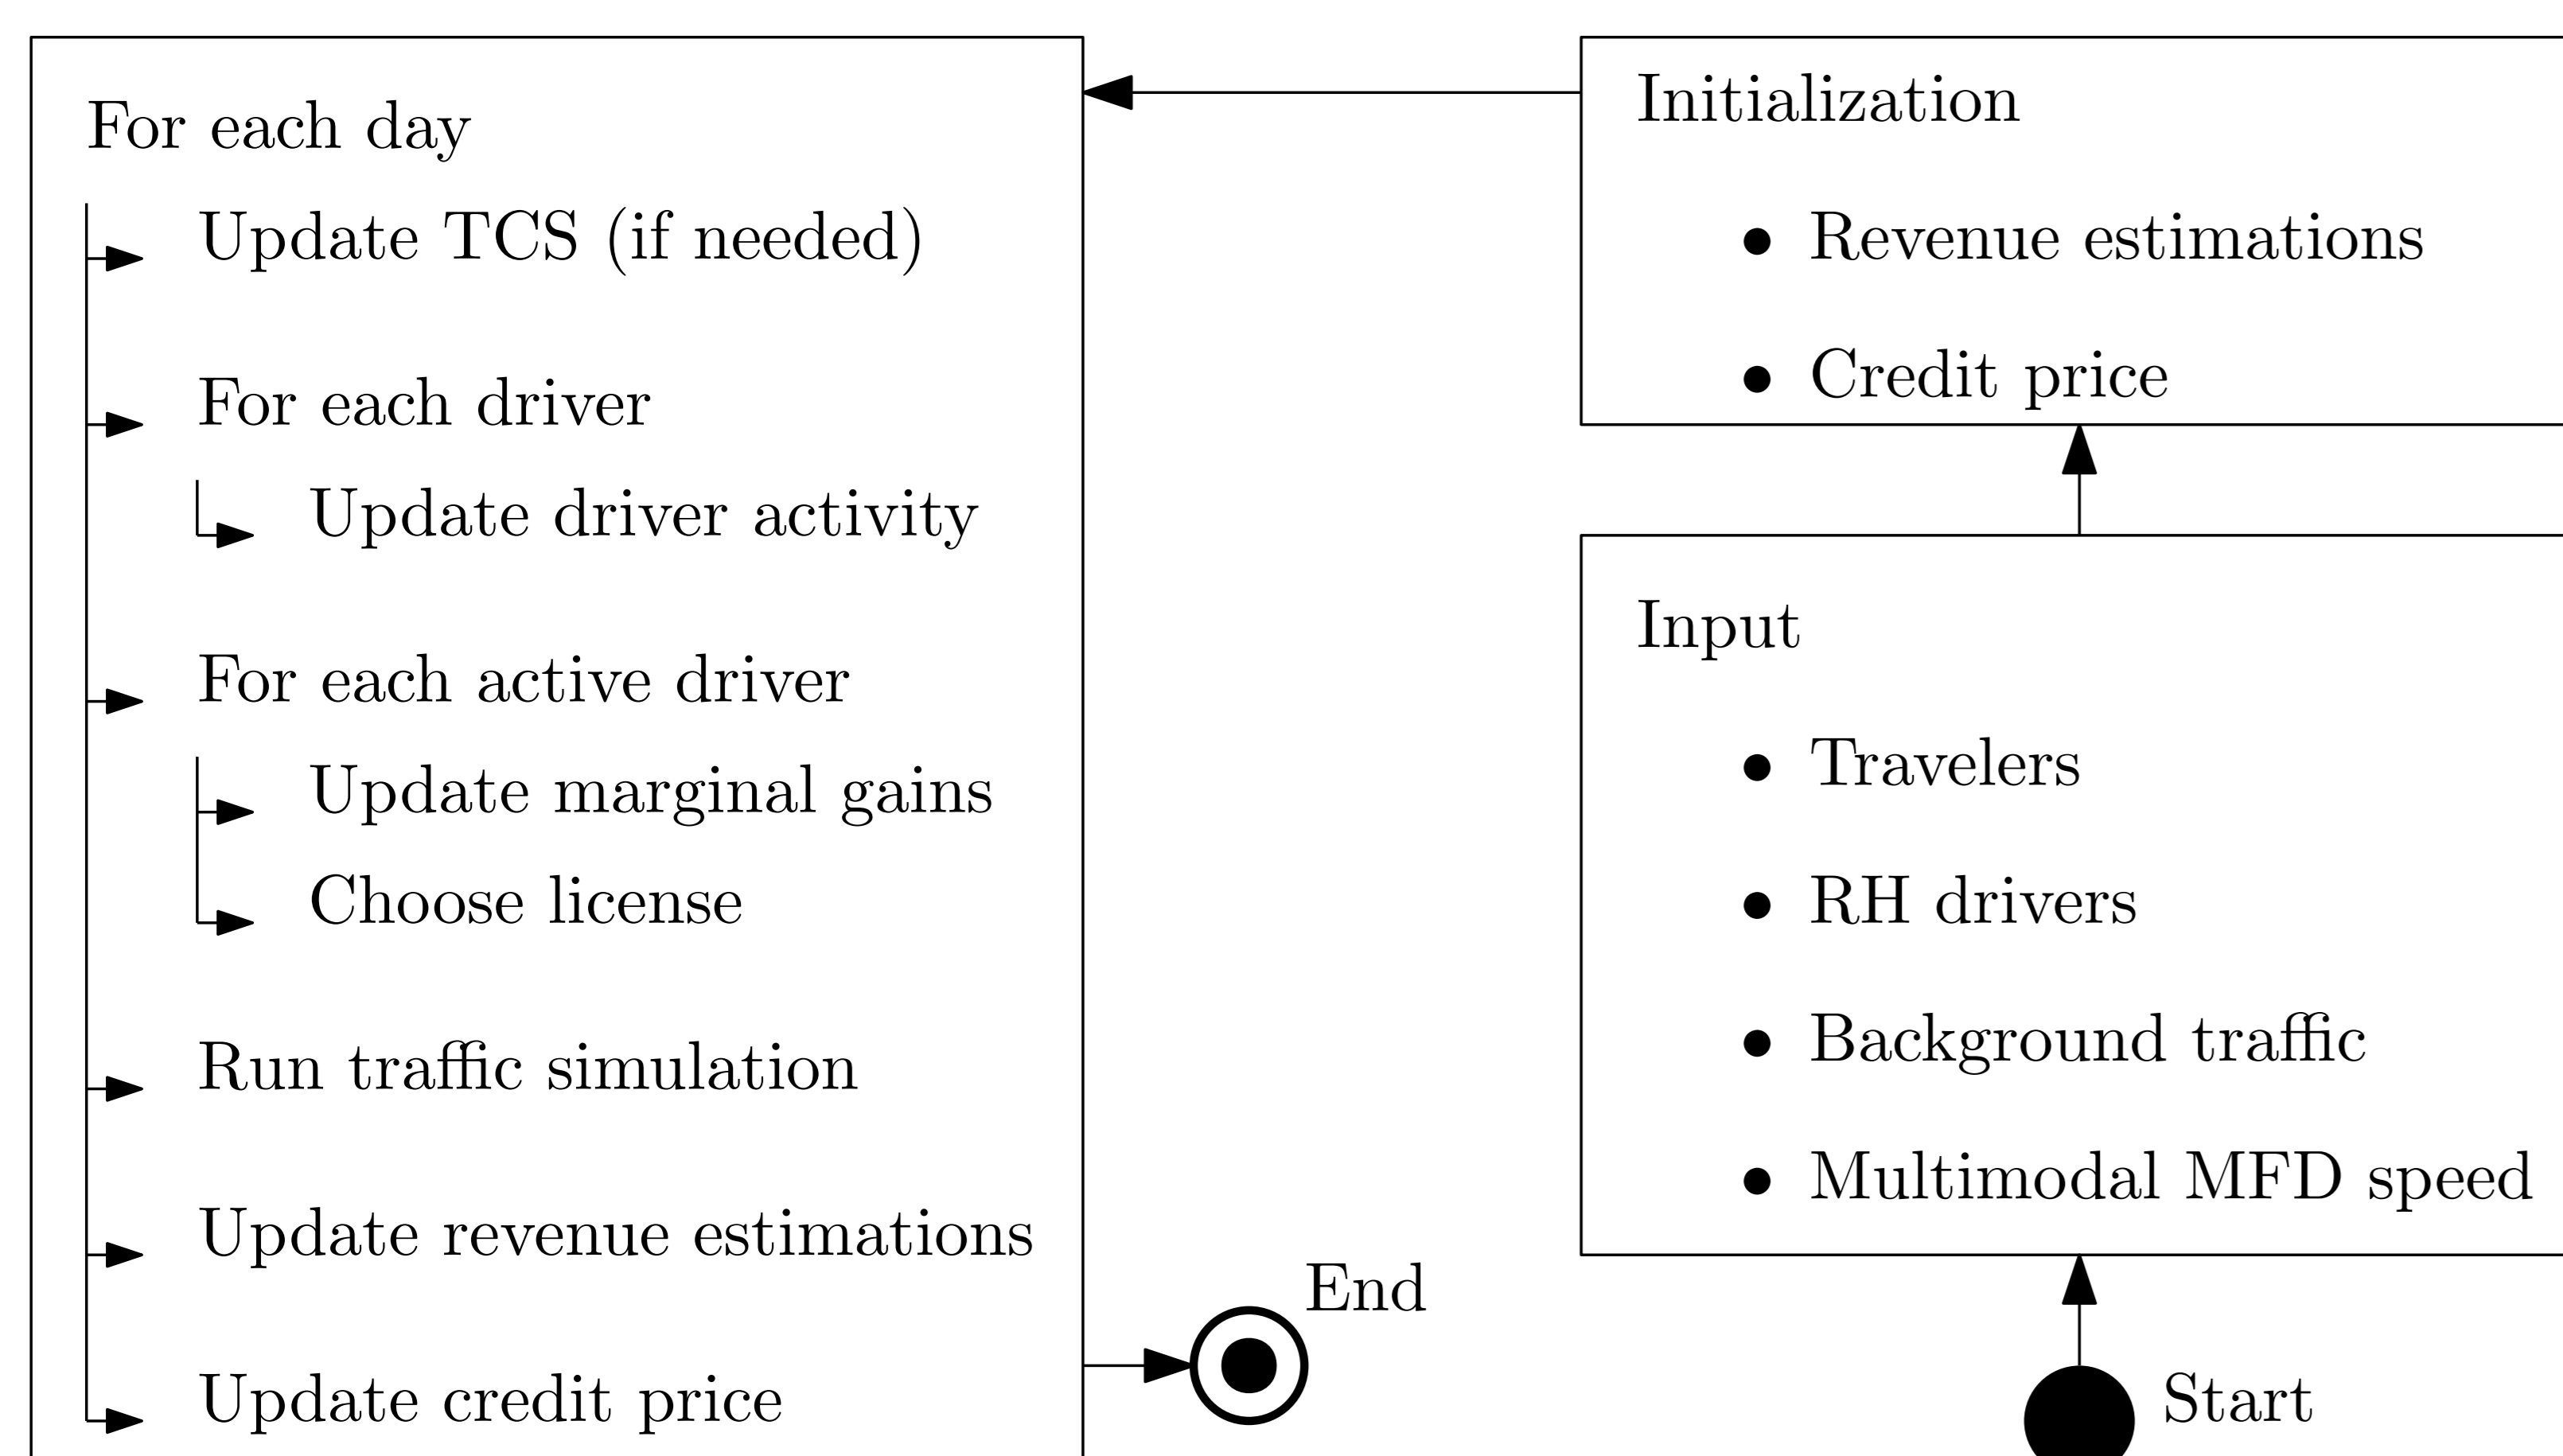 For each day
Update TCS (if needed)
For each driver
Update driver activity
For each active driver
Update marginal gains
Choose license
Run traffic simulation
Update revenue estimations
Update credit price
End
Initialization
• Revenue estimations
• Credit price
Input
• Travelers
• RH drivers
• Background traffic
• Multimodal MFD speed
Start